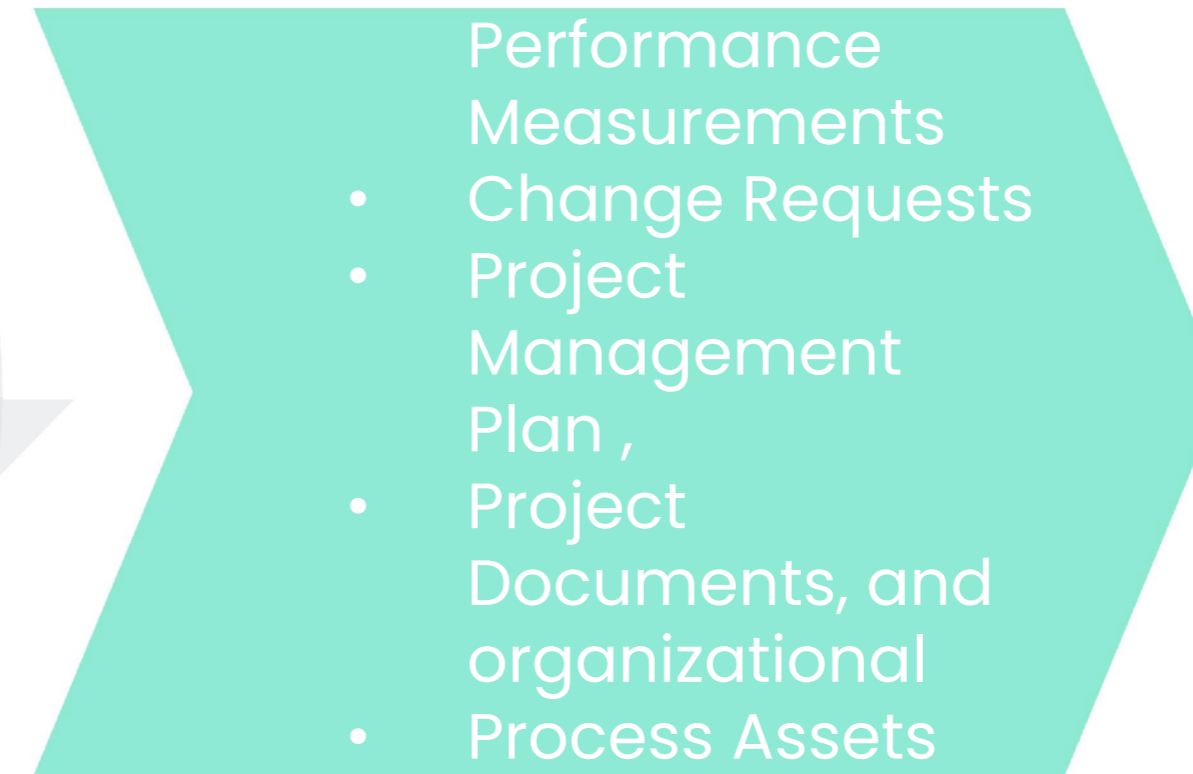 Performance
Measurements
• Change Requests
• Project
Management
Plan ,
• Project
Documents, and
organizational
• Process Assets